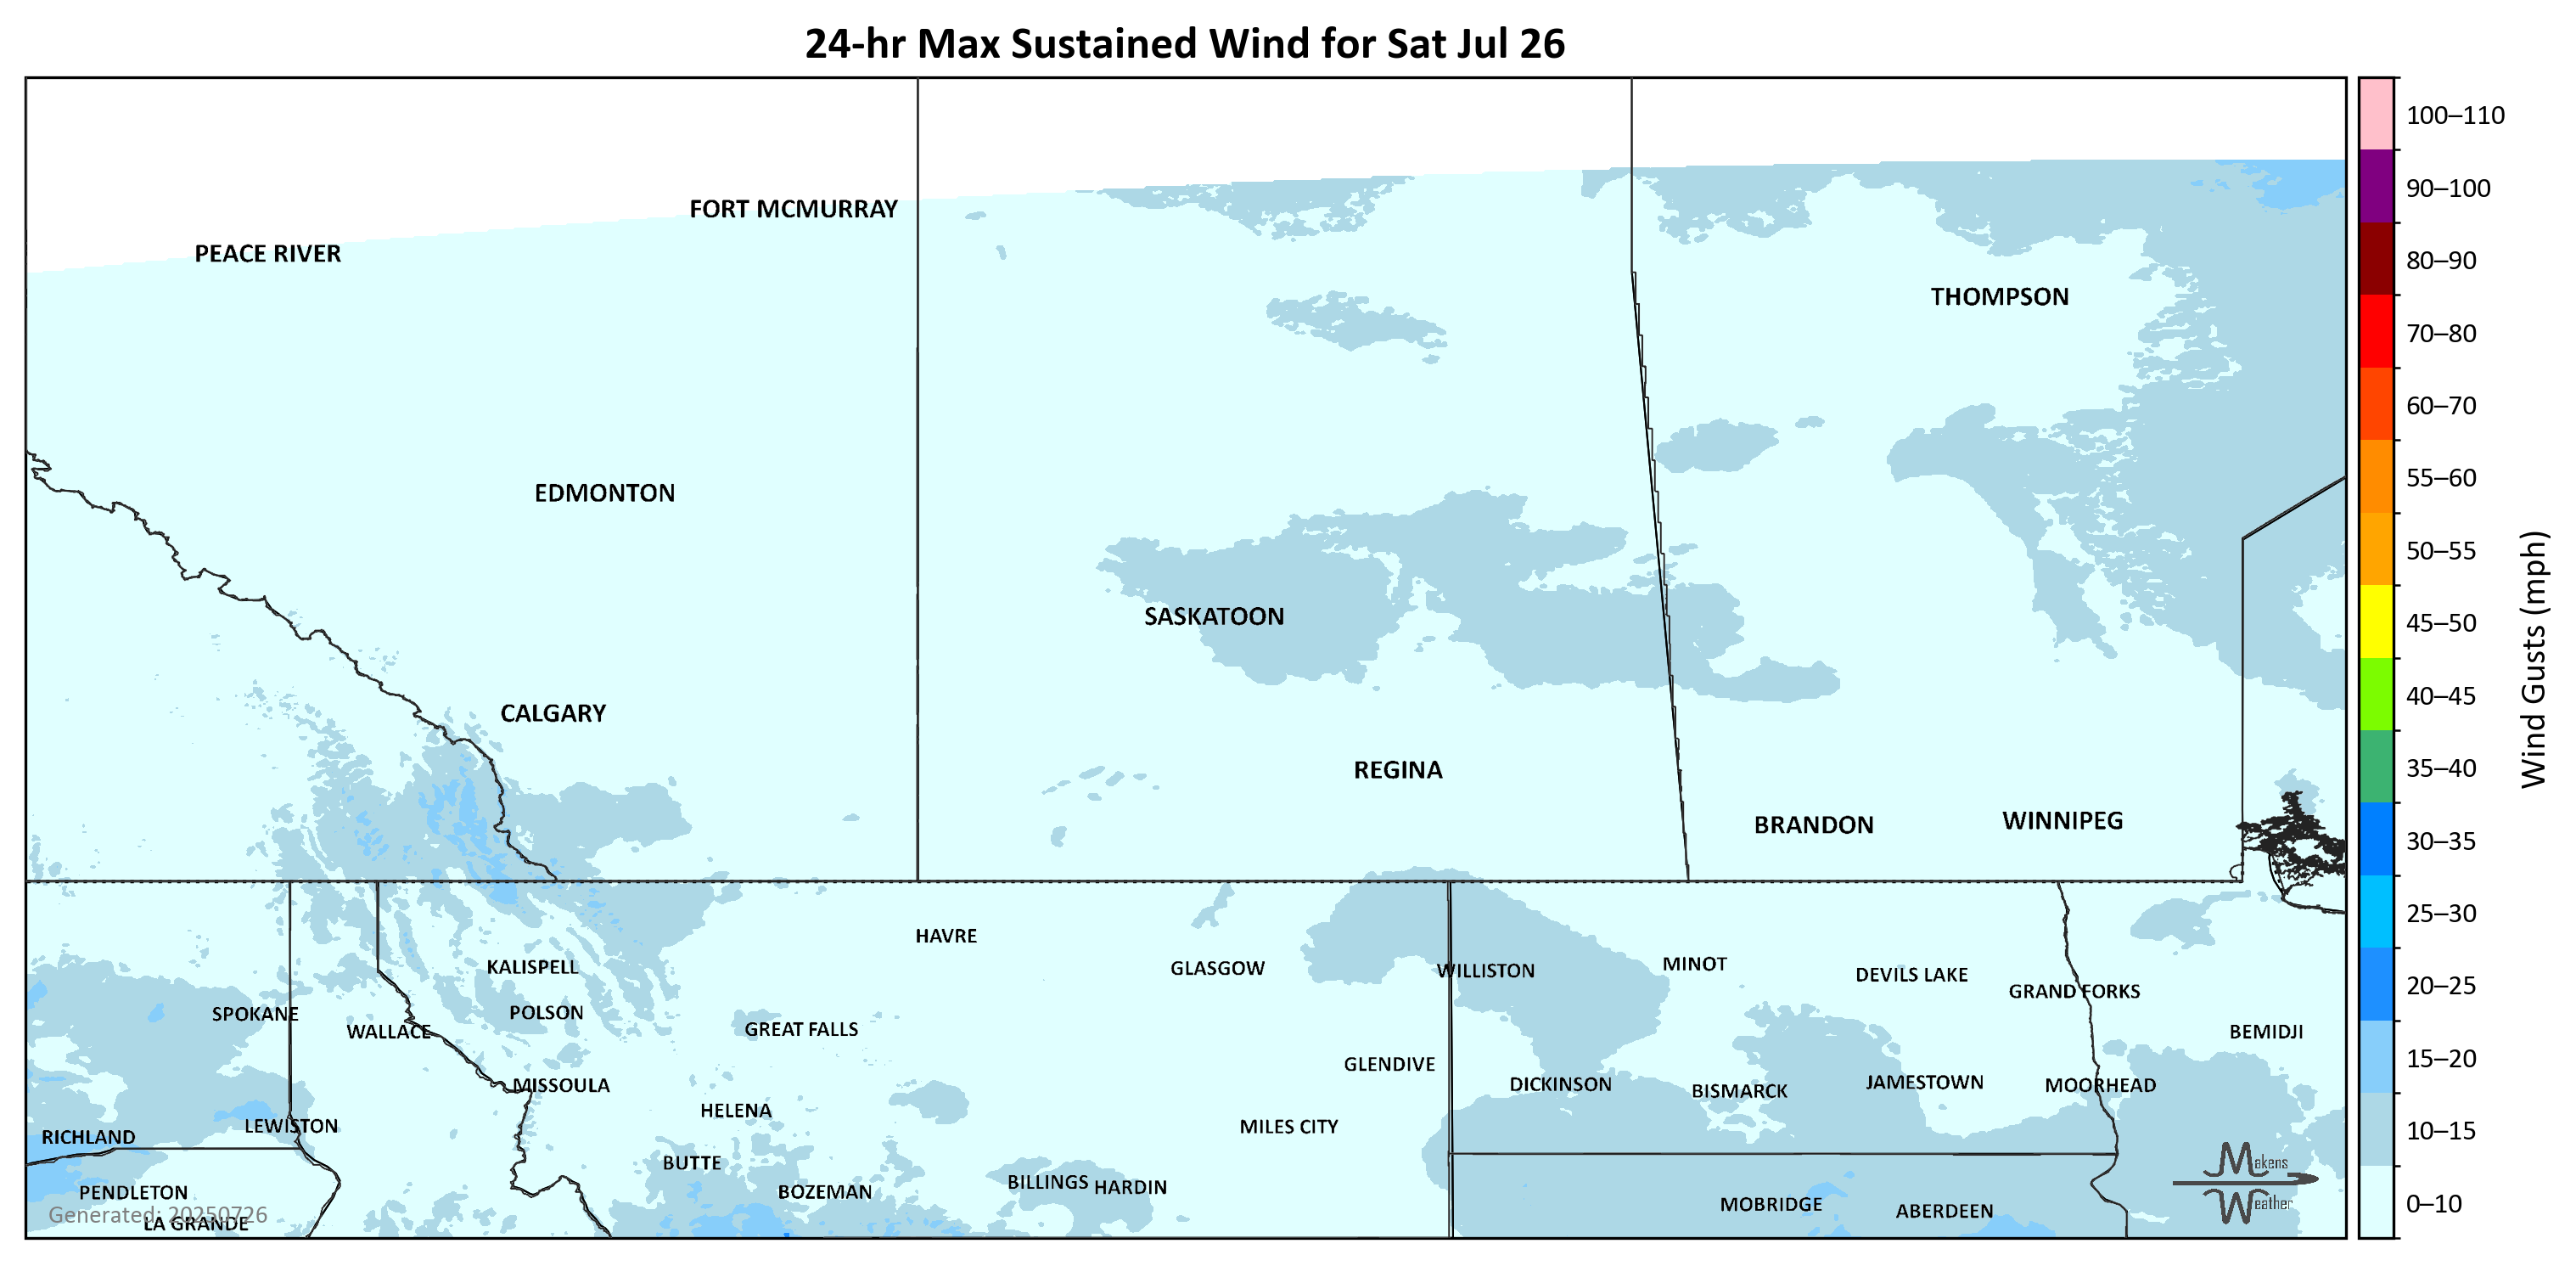 24-hr Max Sustained Wind for Sat Jul 26
100–110
90–100
FORT MCMURRAY
PEACE RIVER
80–90
THOMPSON
70–80
60–70
55–60
EDMONTON
50–55
SASKATOON
45–50
Wind Gusts (mph)
40–45
CALGARY
35–40
REGINA
WINNIPEG
BRANDON
30–35
25–30
HAVRE
MINOT
KALISPELL
GLASGOW
WILLISTON
DEVILS LAKE
20–25
GRAND FORKS
SPOKANE
POLSON
WALLACE
GREAT FALLS
BEMIDJI
15–20
GLENDIVE
MISSOULA
DICKINSON
BISMARCK
JAMESTOWN
MOORHEAD
HELENA
LEWISTON
MILES CITY
10–15
RICHLAND
BUTTE
Makens
Weather
PENDLETON
BOZEMAN
BILLINGS
HARDIN
MOBRIDGE
ABERDEEN
0–10
Generated: 20250726
LA GRANDE